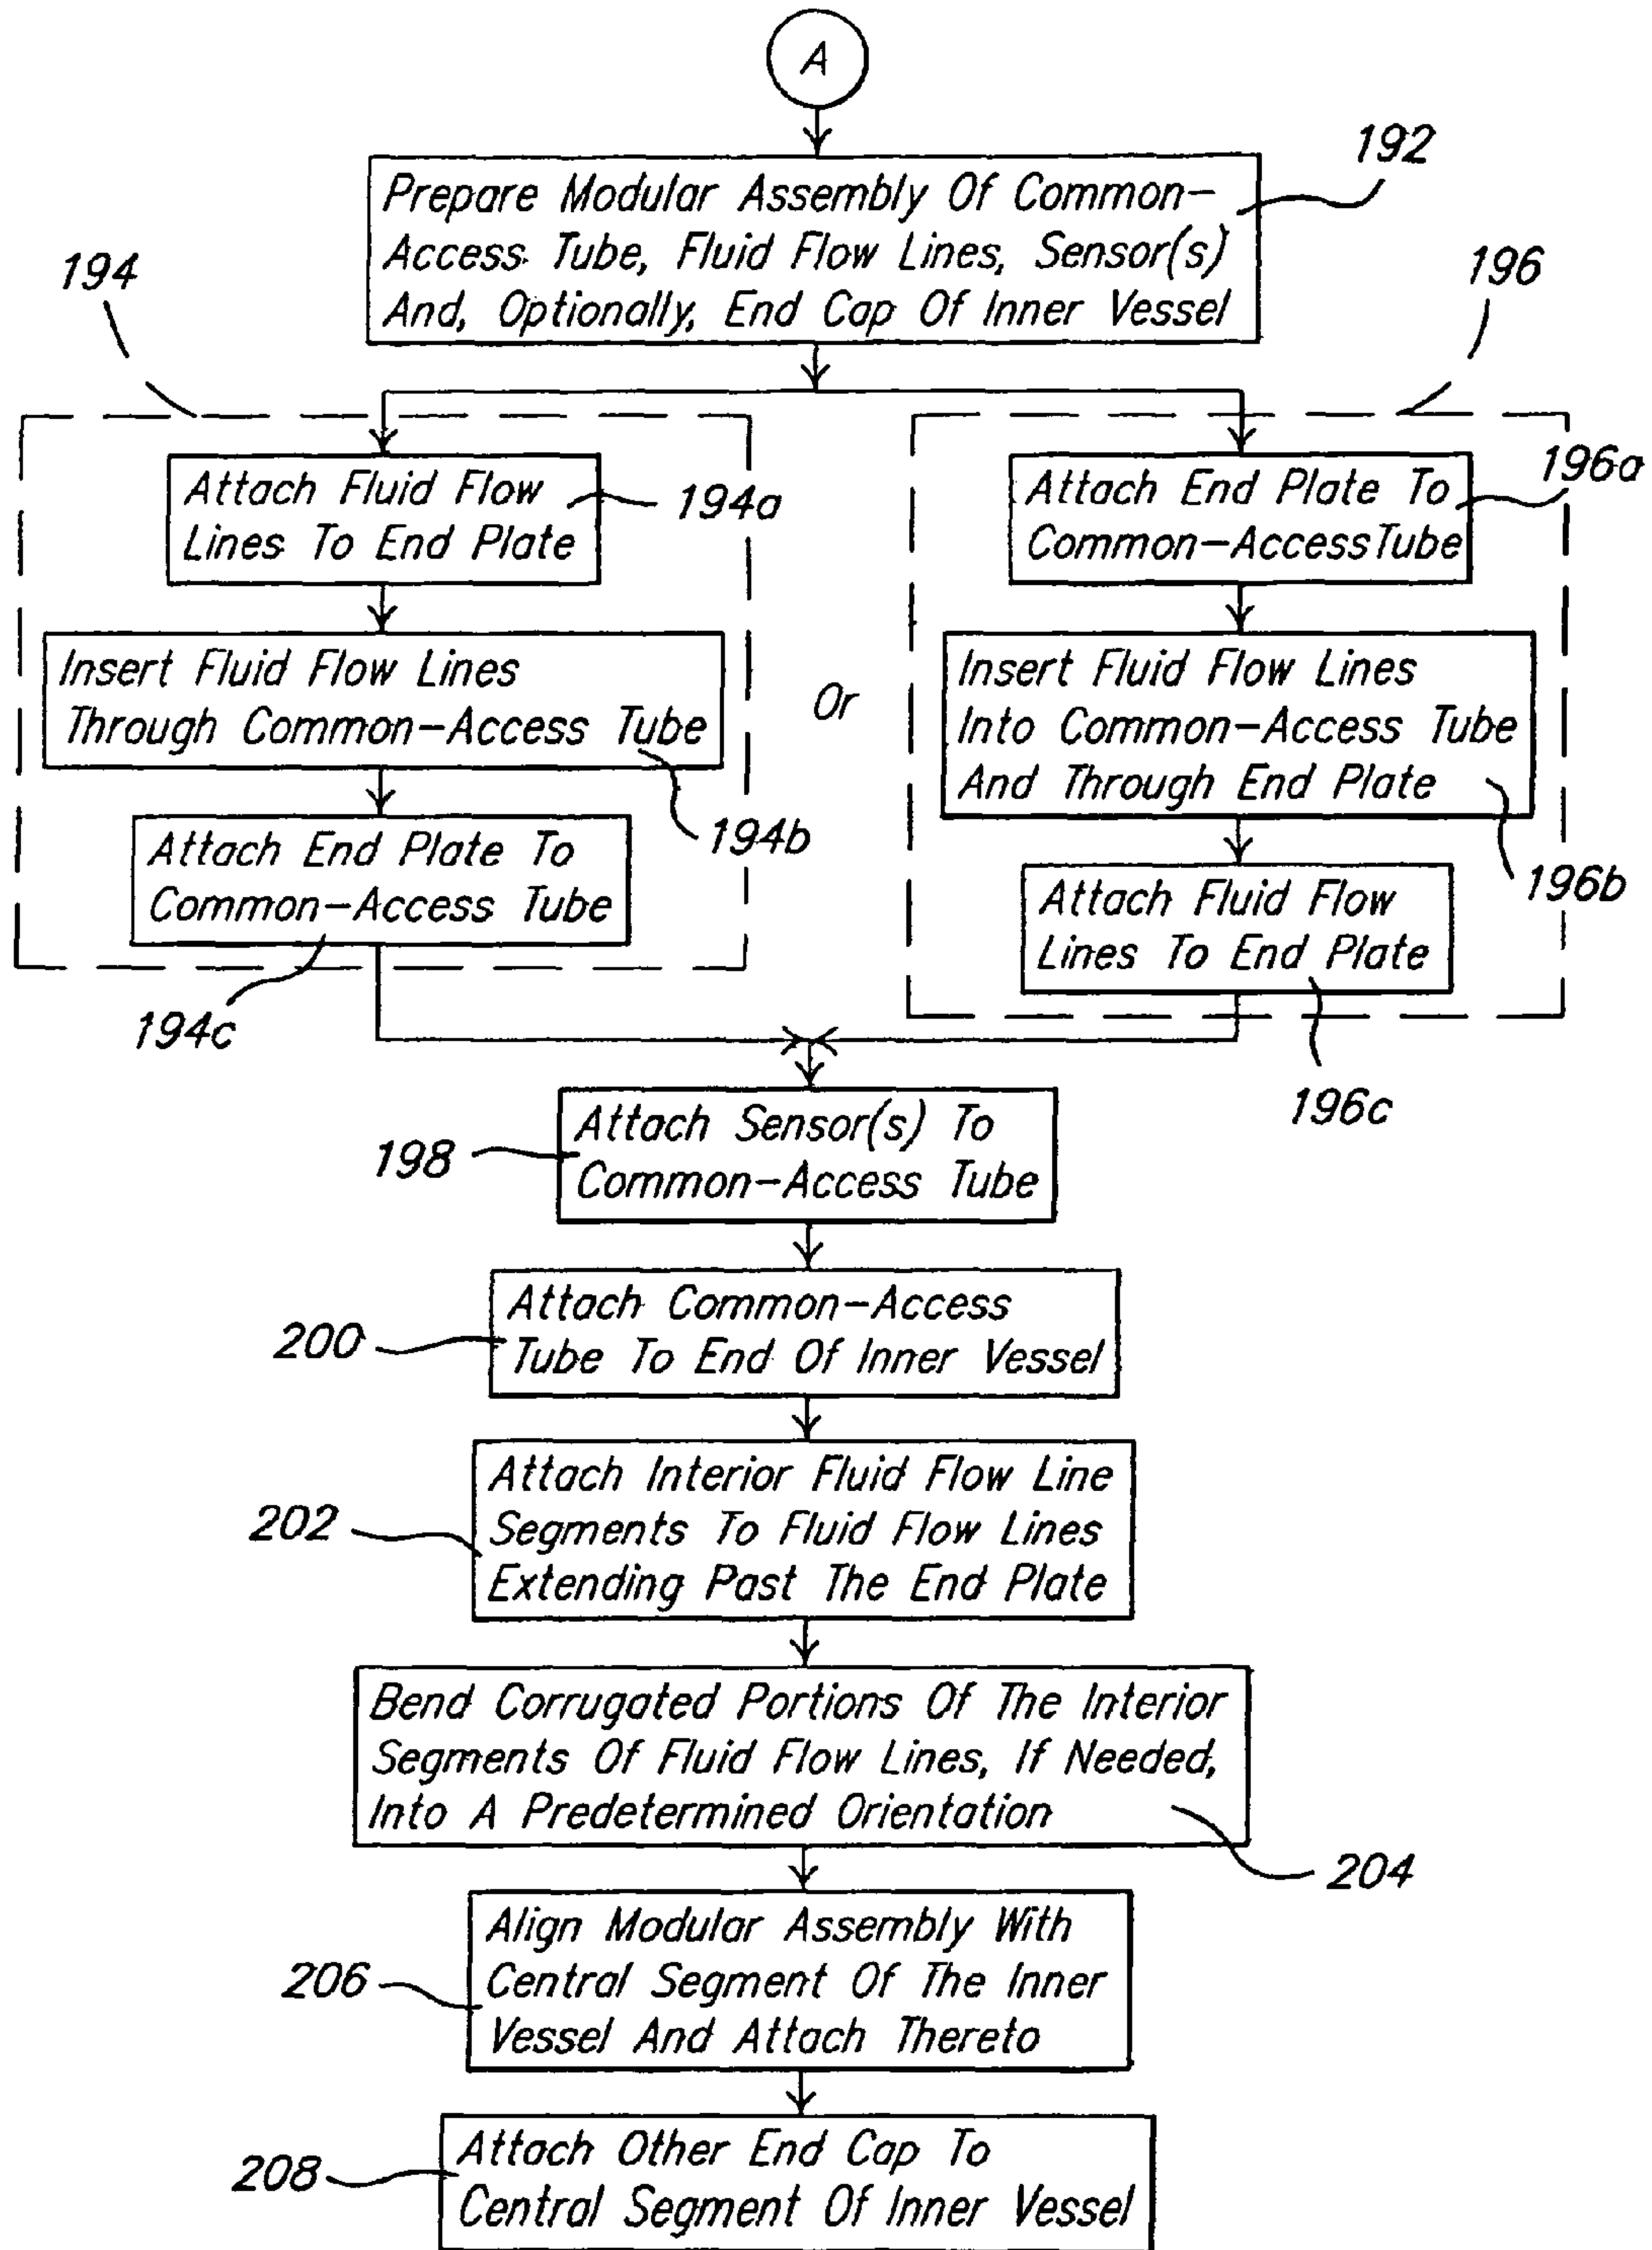 A
192
Prepare Modular Assembly Of Common-
Access Tube, Fluid Flow Lines, Sensor(s)
And, Optionally, End Cap Of Inner Vessel
194
196
Attach Fluid Flow
Lines To End Plate
194a
Insert Fluid Flow Lines
Through Common-Access Tube
194b
Attach End Plate To
Common-Access Tube
194c
Or
Attach End Plate To
Common-Access Tube
196a
Insert Fluid Flow Lines
Into Common-Access Tube
And Through End Plate
196b
Attach Fluid Flow
Lines To End Plate
196c
198
Attach Sensor(s) To
Common-Access Tube
200
Attach Common-Access
Tube To End Of Inner Vessel
202
Attach Interior Fluid Flow Line
Segments To Fluid Flow Lines
Extending Past The End Plate
Bend Corrugated Portions Of The Interior
Segments Of Fluid Flow Lines, If Needed,
Into A Predetermined Orientation
204
206
Align Modular Assembly With
Central Segment Of The Inner
Vessel And Attach Thereto
208
Attach Other End Cap To
Central Segment Of Inner Vessel